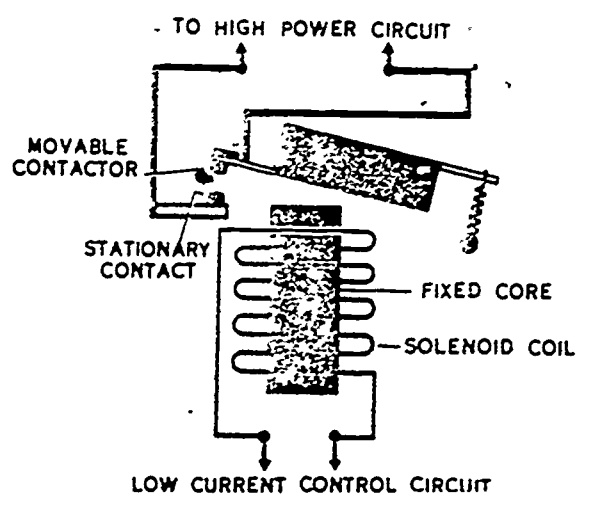 TO HIGH POWER CIRCUIT
MOVABLE
CONTACTOR
STATIONARY
CONTACT
FIXED CORE
SOLENOID COIL
LOW CURRENT CONTROL CIRCUIT